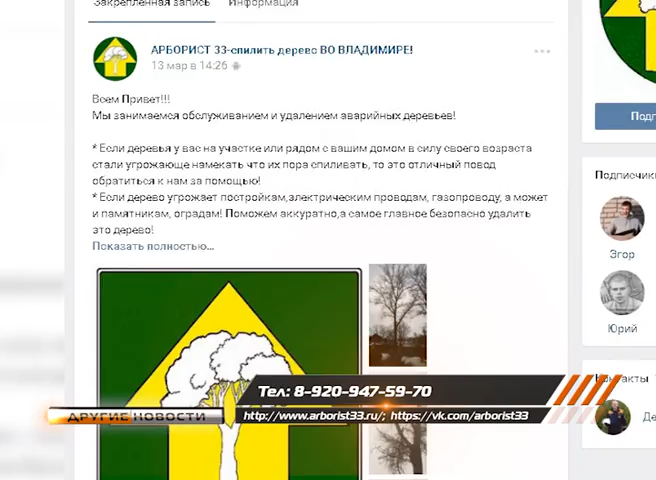 Закрепленная запись Информация
АРБОРИСТ 33-спилить дерево ВО ВЛАДИМИРЕ!
13 мар в 14:26
Всем Привет!!!
Мы занимаемся обслуживанием и удалением аварийных деревьев!
* Если деревья у вас на участке или рядом с вашим домом в силу своего возраста
стали угрожающе намекать что их пора спиливать, то это отличный повод
обратиться к нам за помощью!
* Если дерево угрожает постройкам,электрическим проводам, газопроводу, а может
и памятникам, оградам! Поможем аккуратно,а самое главное безопасно удалить
это дерево!
Показать полностью...
Подписчики
Эгор
Юрий
Контакты
Тел: 8-920-947-59-70
ДРУГИЕ НОВОСТИ
http://www.arborist33.ru/; https://vk.com/arborist33